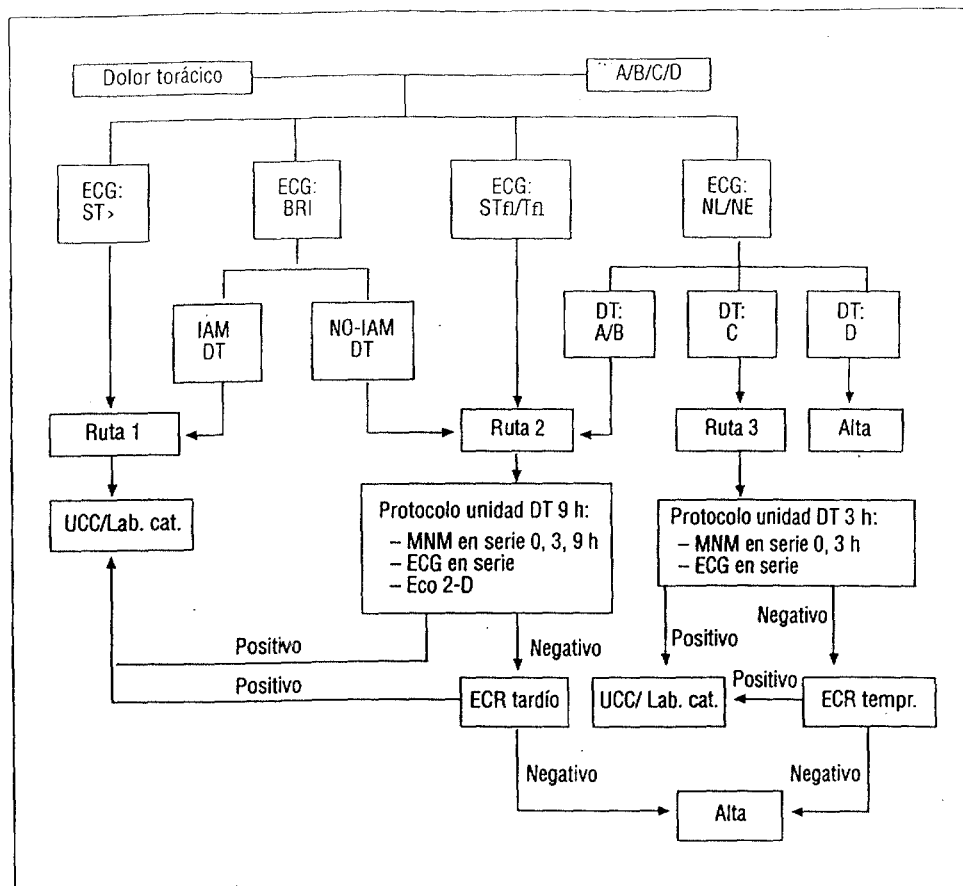 Dolor torácico
A/B/C/D
ECG:
ST>
ECG:
BRI
ECG:
STfl/Tfl
ECG:
NL/NE
IAM
DT
NO-IAM
DT
DT:
A/B
DT:
C
DT:
D
Ruta 1
Ruta 2
Ruta 3
Alta
UCC/Lab. cat.
Protocolo unidad DT 9 h:
– MNM en serie 0, 3, 9 h
– ECG en serie
– Eco 2-D
Protocolo unidad DT 3 h:
– MNM en serie 0, 3 h
– ECG en serie
Positivo
Negativo
Positivo
Negativo
Positivo
Positivo
ECR tardío
UCC/ Lab. cat.
ECR tempr.
Negativo
Negativo
Alta